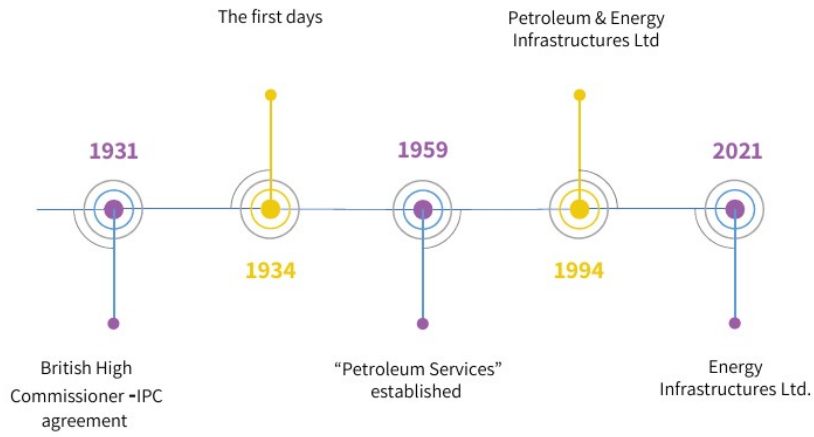 The first days
Petroleum & Energy
Infrastructures Ltd
1931
1959
2021
1934
1994
British High
Commissioner -IPC
agreement
“Petroleum Services”
established
Energy
Infrastructures Ltd.